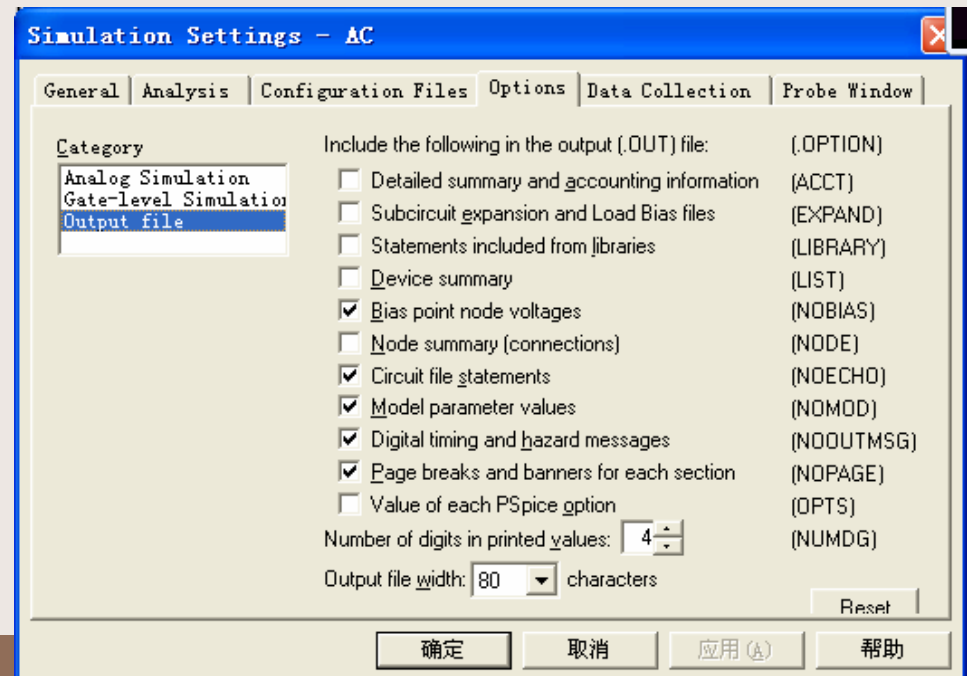 Simulation Settings - AC
General Analysis Configuration Files Options Data Collection Probe Window
Category
Analog Simulation
Gate-level Simulation
Output file
Include the following in the output (.OUT) file: (.OPTION)
Detailed summary and accounting information (ACCT)
Subcircuit expansion and Load Bias files (EXPAND)
Statements included from libraries (LIBRARY)
Device summary (LIST)
Bias point node voltages (NOBIAS)
Node summary (connections) (NODE)
Circuit file statements (NOECHO)
Model parameter values (NOMOD)
Digital timing and hazard messages (NOOUTMSG)
Page breaks and banners for each section (NOPAGE)
Value of each PSpice option (OPTS)
Number of digits in printed values: 4 (NUMDG)
Output file width: 80 characters
Reset
确定 取消 应用(A) 帮助